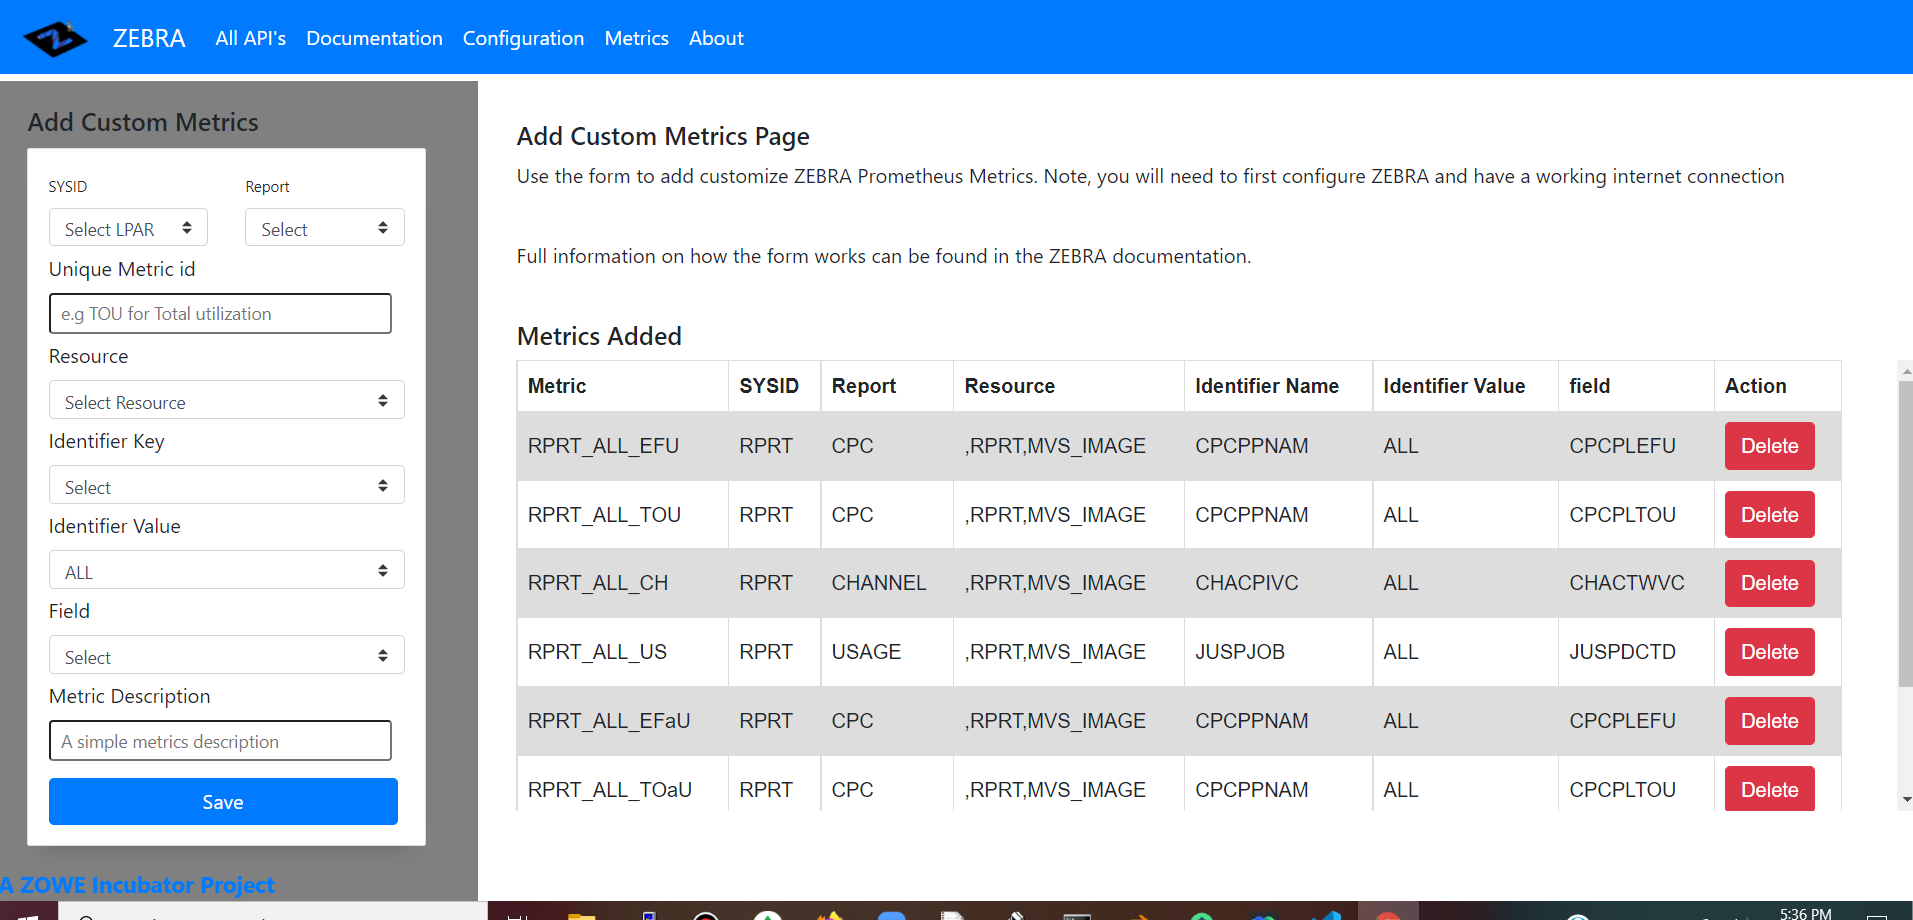 ZEBRA All API's Documentation Configuration Metrics About
Add Custom Metrics
SYSID Report
Select LPAR Select
Unique Metric id
e.g TOU for Total utilization
Resource
Select Resource
Identifier Key
Select
Identifier Value
ALL
Field
Select
Metric Description
A simple metrics description
Save
A ZOWE Incubator Project
Add Custom Metrics Page
Use the form to add customize ZEBRA Prometheus Metrics. Note, you will need to first configure ZEBRA and have a working internet connection
Full information on how the form works can be found in the ZEBRA documentation.
Metrics Added
Metric SYSID Report Resource Identifier Name Identifier Value field Action
RPRT_ALL_EFU RPRT CPC ,RPRT,MVS_IMAGE CPCPPNAM ALL CPCPLEFU Delete
RPRT_ALL_TOU RPRT CPC ,RPRT,MVS_IMAGE CPCPPNAM ALL CPCPLTOU Delete
RPRT_ALL_CH RPRT CHANNEL ,RPRT,MVS_IMAGE CHACPIVC ALL CHACTWVC Delete
RPRT_ALL_US RPRT USAGE ,RPRT,MVS_IMAGE JUSPJOB ALL JUSPDCTD Delete
RPRT_ALL_EFaU RPRT CPC ,RPRT,MVS_IMAGE CPCPPNAM ALL CPCPLEFU Delete
RPRT_ALL_TOaU RPRT CPC ,RPRT,MVS_IMAGE CPCPPNAM ALL CPCPLTOU Delete
5:36 PM